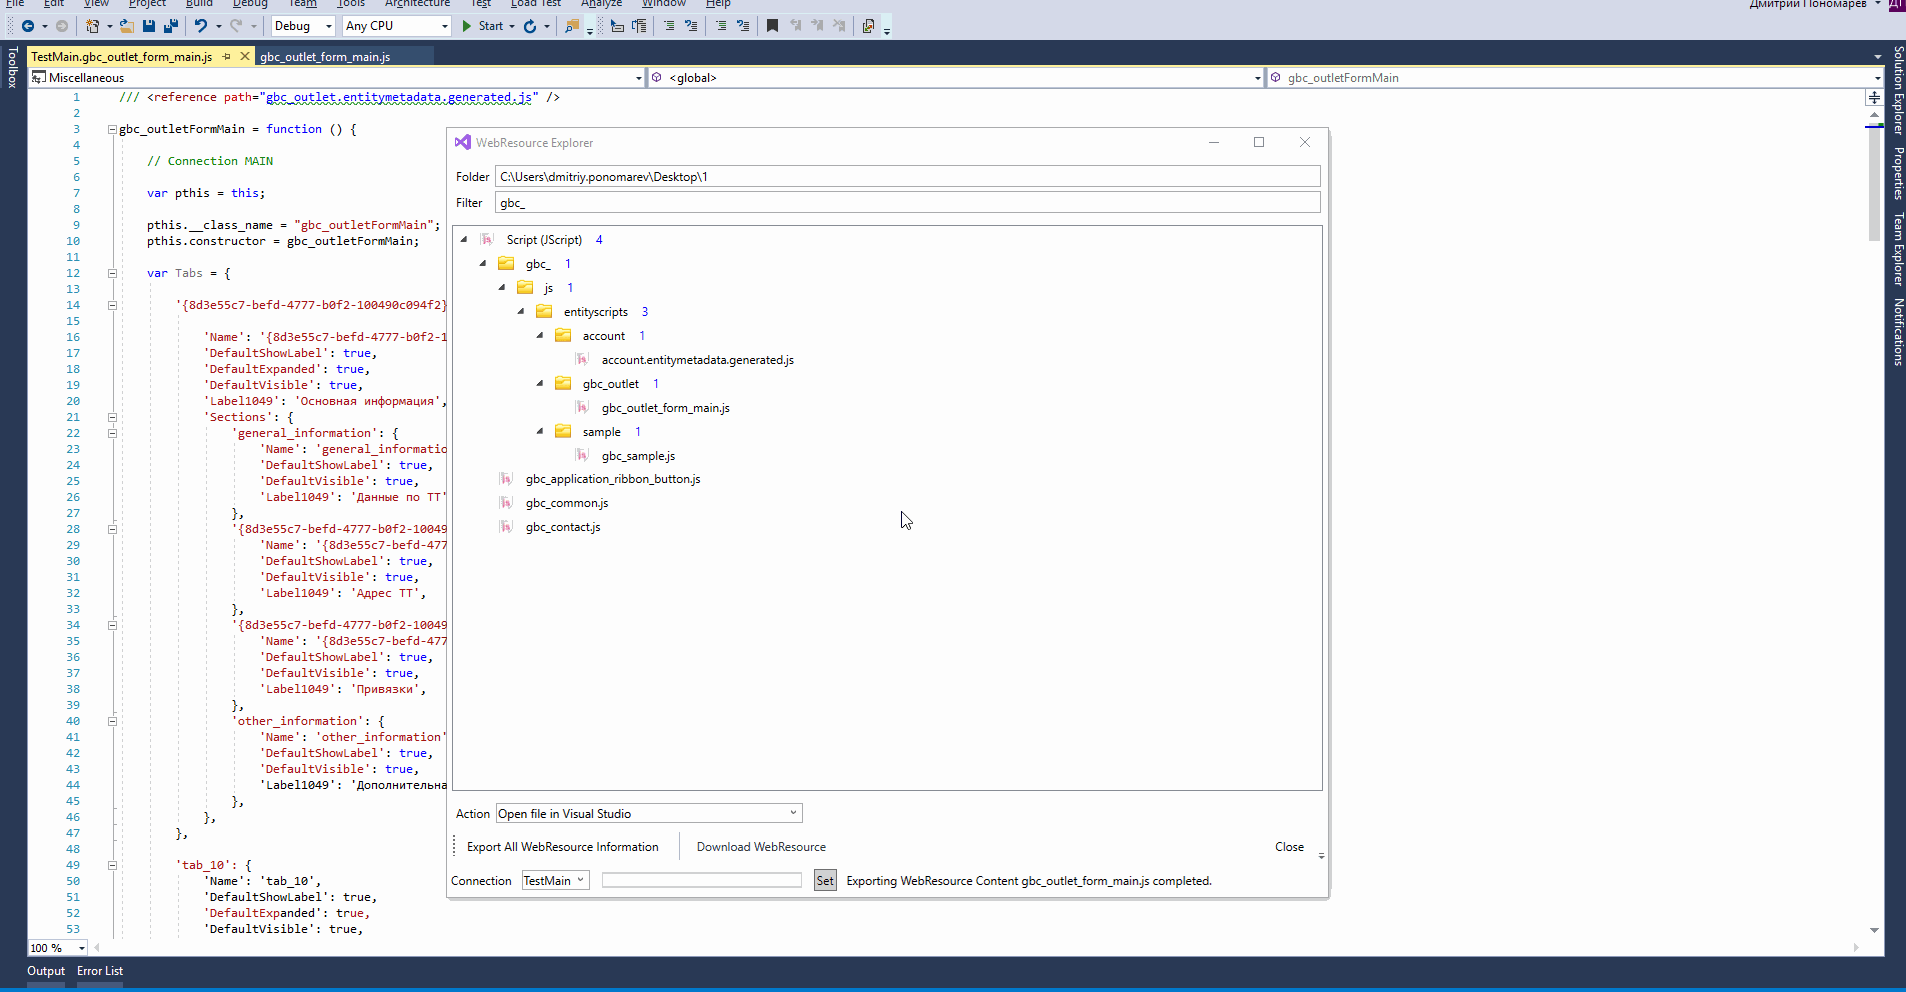 File Edit View Project Build Debug Team Tools Architecture Test Load Test Analyze Window Help Дмитрий Пономарев
Debug Any CPU Start
Toolbox
TestMain.gbc_outlet_form_main.js gbc_outlet_form_main.js
Miscellaneous <global> gbc_outletFormMain
1 /// <reference path="gbc_outlet.entitymetadata.generated.js" />
2
3 gbc_outletFormMain = function () {
4
5 // Connection MAIN
6
7 var pthis = this;
8
9 pthis.__class_name = "gbc_outletFormMain";
10 pthis.constructor = gbc_outletFormMain;
11
12 var Tabs = {
13
14 '{8d3e55c7-befd-4777-b0f2-100490c094f2}
15
16 'Name': '{8d3e55c7-befd-4777-b0f2-1
17 'DefaultShowLabel': true,
18 'DefaultExpanded': true,
19 'DefaultVisible': true,
20 'Label1049': 'Основная информация',
21 'Sections': {
22 'general_information': {
23 'Name': 'general_informatio
24 'DefaultShowLabel': true,
25 'DefaultVisible': true,
26 'Label1049': 'Данные по ТТ'
27 },
28 '{8d3e55c7-befd-4777-b0f2-10049
29 'Name': '{8d3e55c7-befd-477
30 'DefaultShowLabel': true,
31 'DefaultVisible': true,
32 'Label1049': 'Адрес ТТ',
33 },
34 '{8d3e55c7-befd-4777-b0f2-10049
35 'Name': '{8d3e55c7-befd-477
36 'DefaultShowLabel': true,
37 'DefaultVisible': true,
38 'Label1049': 'Привязки',
39 },
40 'other_information': {
41 'Name': 'other_information'
42 'DefaultShowLabel': true,
43 'DefaultVisible': true,
44 'Label1049': 'Дополнительна
45 },
46 },
47 },
48
49 'tab_10': {
50 'Name': 'tab_10',
51 'DefaultShowLabel': true,
52 'DefaultExpanded': true,
53 'DefaultVisible': true,
100 %
Output Error List
WebResource Explorer
Folder C:\Users\dmitriy.ponomarev\Desktop\1
Filter gbc_
Script (JScript) 4
gbc_ 1
js 1
entityscripts 3
account 1
account.entitymetadata.generated.js
gbc_outlet 1
gbc_outlet_form_main.js
sample 1
gbc_sample.js
gbc_application_ribbon_button.js
gbc_common.js
gbc_contact.js
Action Open file in Visual Studio
Export All WebResource Information Download WebResource Close
Connection TestMain Set Exporting WebResource Content gbc_outlet_form_main.js completed.
Solution Explorer
Properties
Team Explorer
Notifications